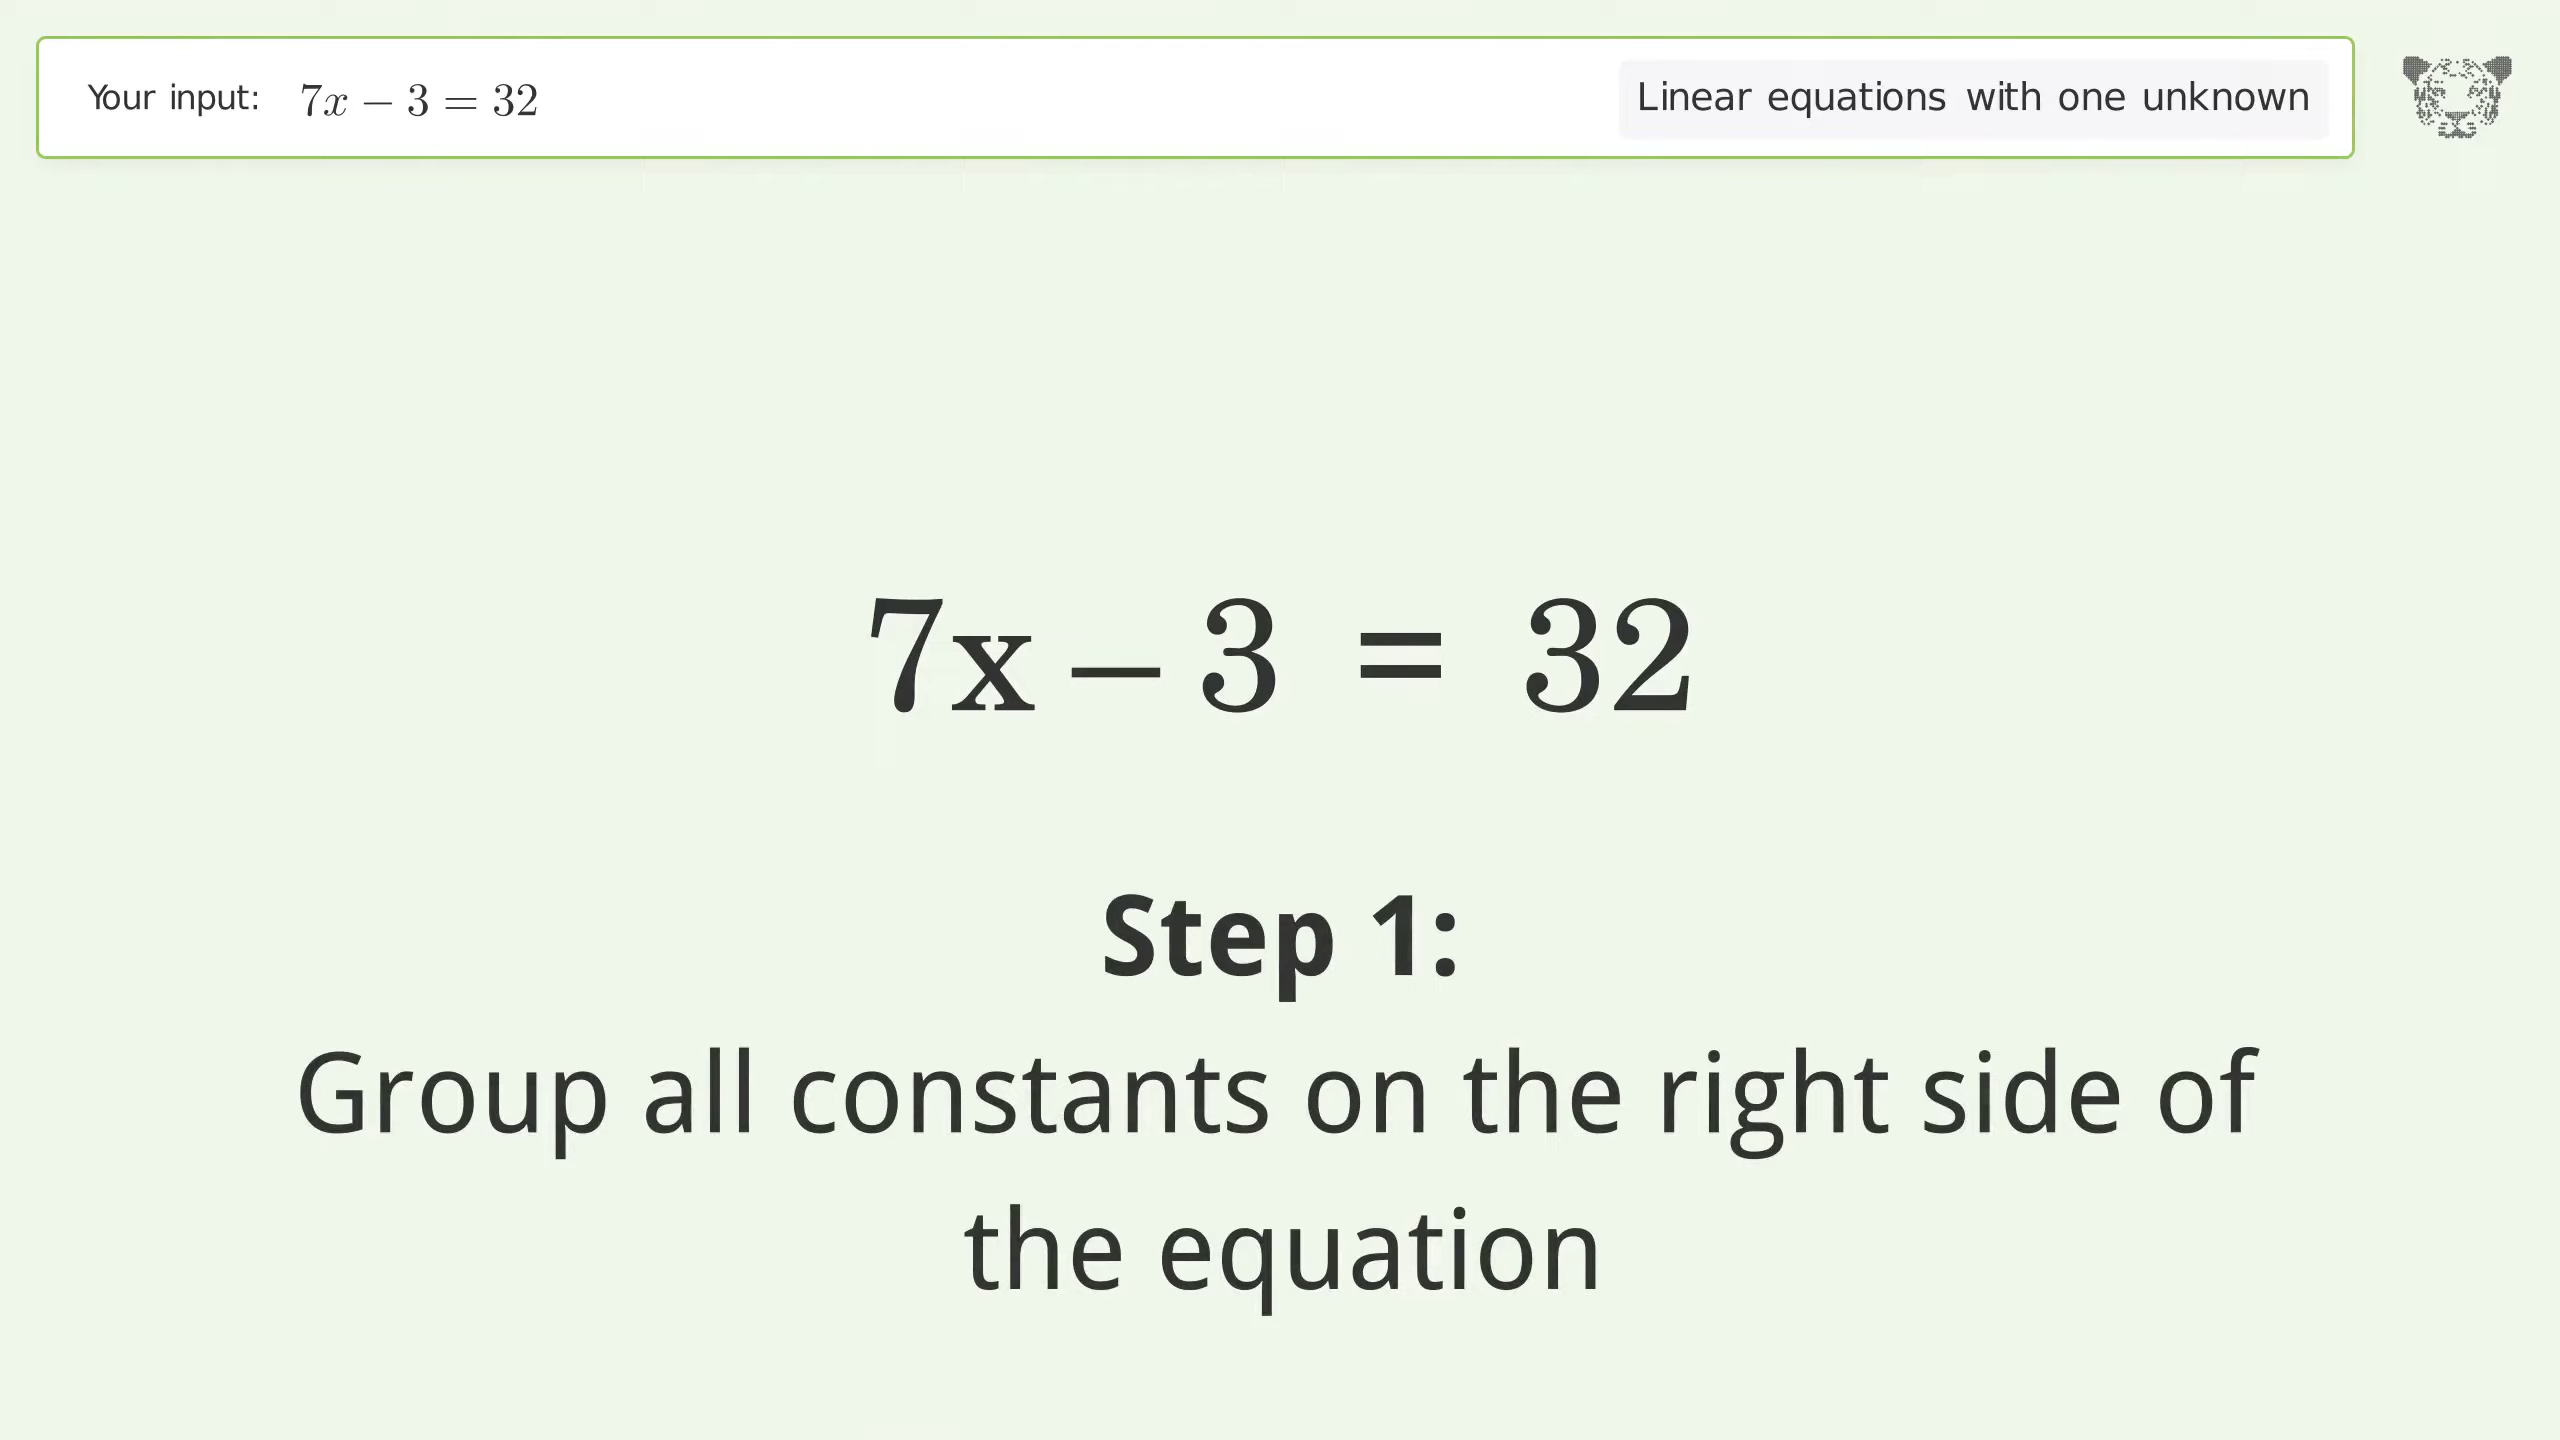 Your input: 7x − 3 = 32
Linear equations with one unknown
7x – 3 = 32
Step 1:
Group all constants on the right side of
the equation